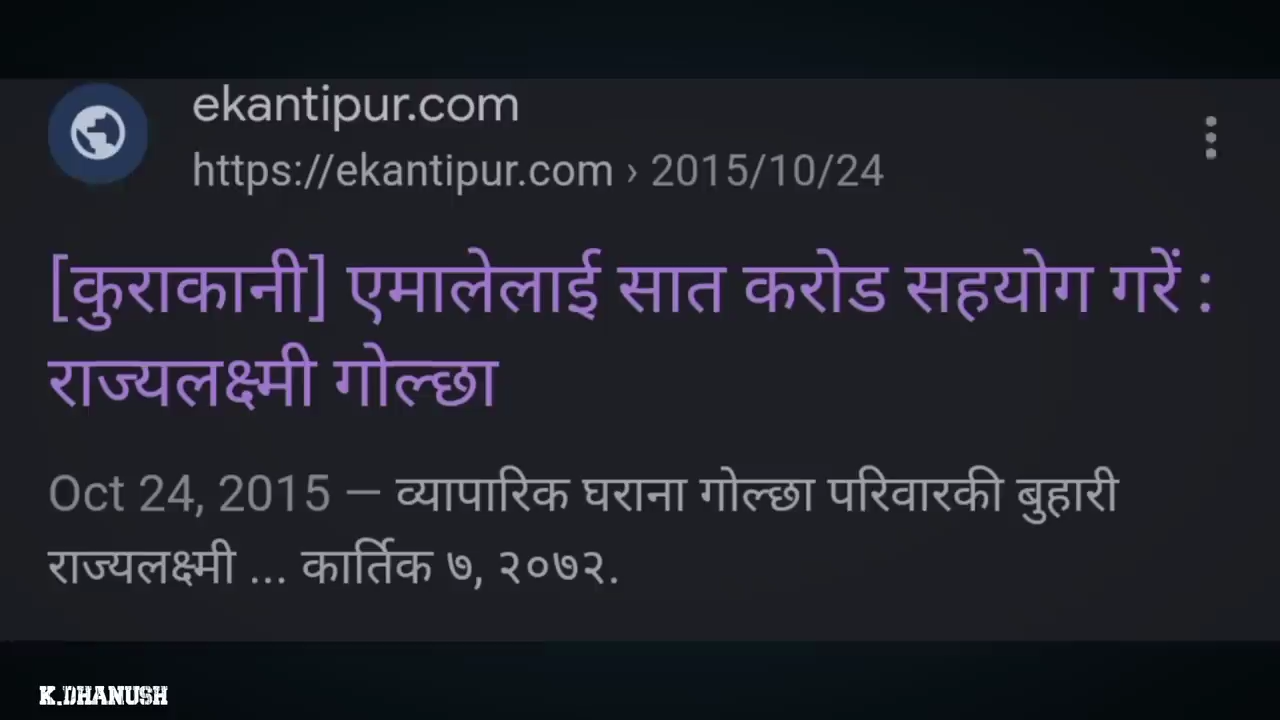 ekantipur.com
https://ekantipur.com › 2015/10/24
[कुराकानी] एमालेलाई सात करोड सहयोग गरें :
राज्यलक्ष्मी गोल्छा
Oct 24, 2015 — व्यापारिक घराना गोल्छा परिवारकी बुहारी
राज्यलक्ष्मी ... कार्तिक ७, २०७२.
K.DHANUSH